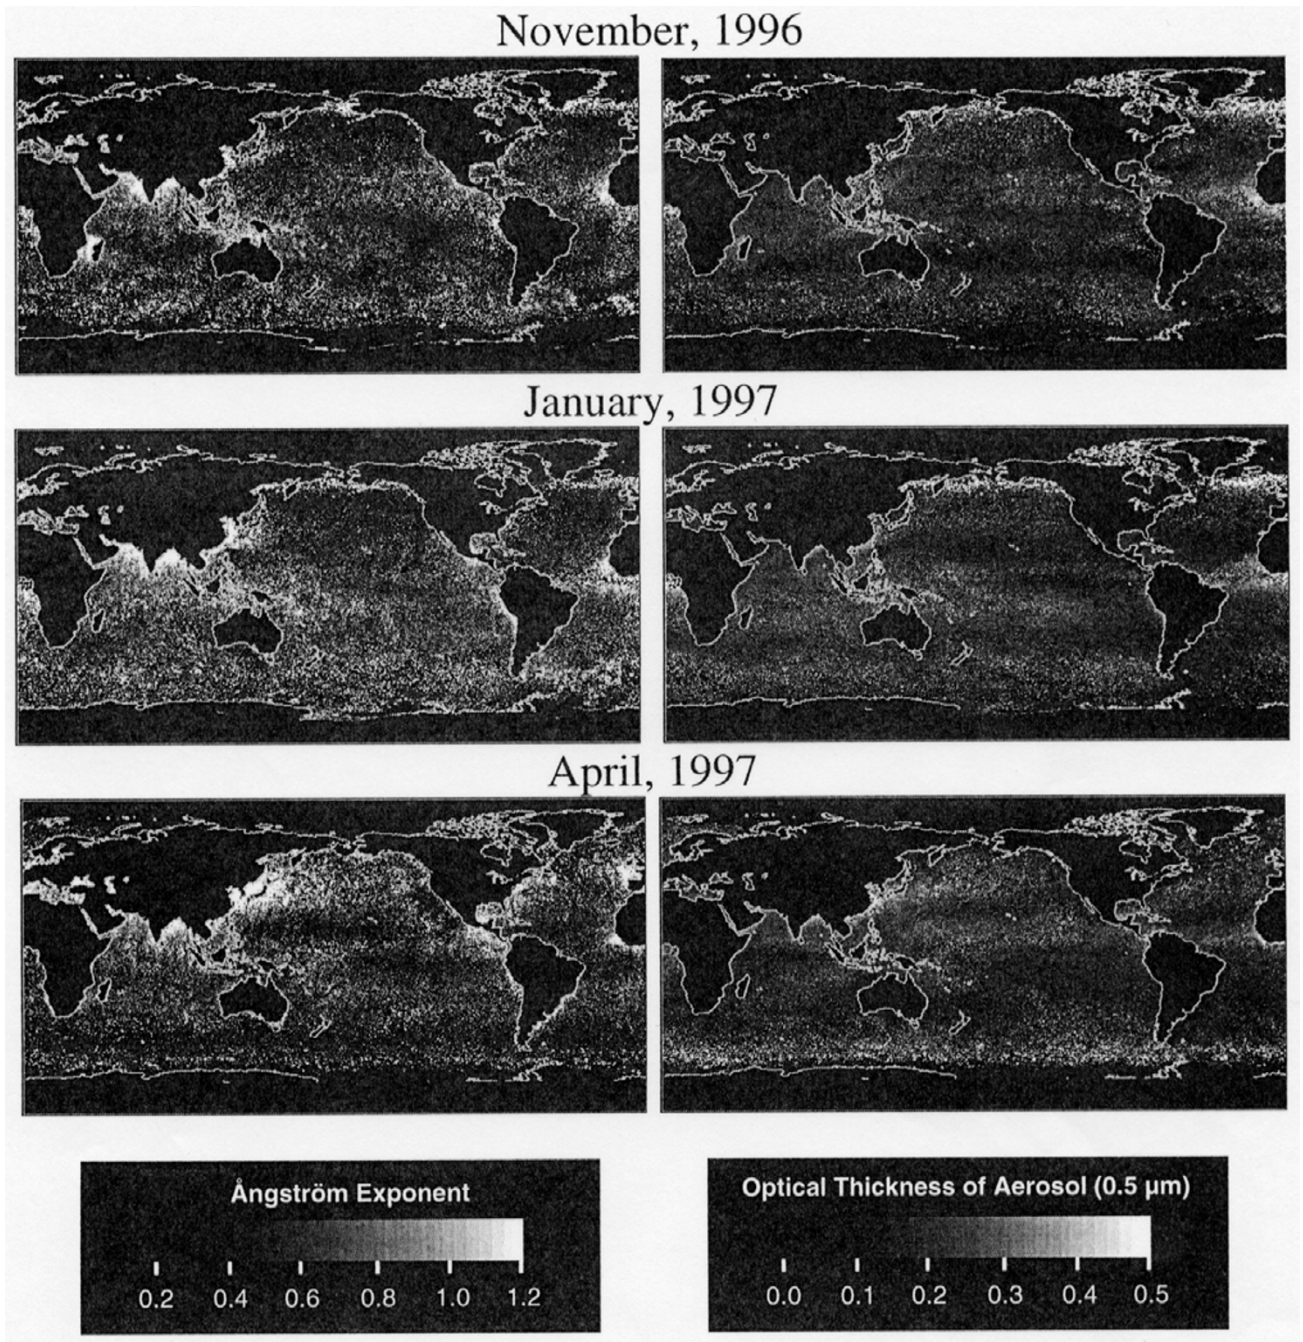 November, 1996
January, 1997
April, 1997
Ångström Exponent
0.2 0.4 0.6 0.8 1.0 1.2
Optical Thickness of Aerosol (0.5 μm)
0.0 0.1 0.2 0.3 0.4 0.5